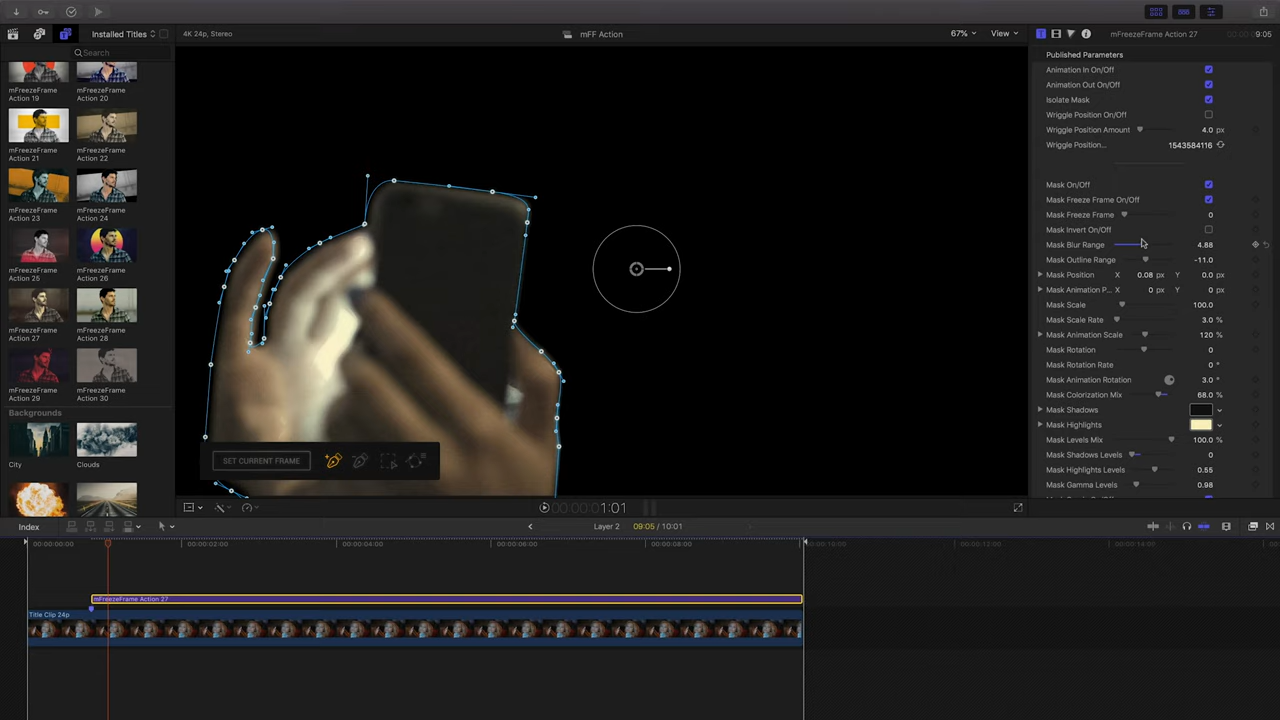 Installed Titles
4K 24p, Stereo
mFF Action
67%
View
mFreezeFrame Action 27
9:05
Search
mFreezeFrame Action 19
mFreezeFrame Action 20
mFreezeFrame Action 21
mFreezeFrame Action 22
mFreezeFrame Action 23
mFreezeFrame Action 24
mFreezeFrame Action 25
mFreezeFrame Action 26
mFreezeFrame Action 27
mFreezeFrame Action 28
mFreezeFrame Action 29
mFreezeFrame Action 30
Backgrounds
City
Clouds
SET CURRENT FRAME
Published Parameters
Animation In On/Off
Animation Out On/Off
Isolate Mask
Wriggle Position On/Off
Wriggle Position Amount 4.0 px
Wriggle Position... 1543584116
Mask On/Off
Mask Freeze Frame On/Off
Mask Freeze Frame 0
Mask Invert On/Off
Mask Blur Range 4.88
Mask Outline Range -11.0
Mask Position X 0.08 px Y 0.0 px
Mask Animation P... X 0 px Y 0 px
Mask Scale 100.0
Mask Scale Rate 3.0 %
Mask Animation Scale 120 %
Mask Rotation 0
Mask Rotation Rate 0 °
Mask Animation Rotation 3.0 °
Mask Colorization Mix 68.0 %
Mask Shadows
Mask Highlights
Mask Levels Mix 100.0 %
Mask Shadows Levels 0
Mask Highlights Levels 0.55
Mask Gamma Levels 0.98
1:01
Index
Layer 2
09:05 / 10:01
00:00:00:00
00:00:02:00
00:00:04:00
00:00:06:00
00:00:08:00
00:00:10:00
00:00:12:00
00:00:14:00
mFreezeFrame Action 27
Title Clip 24p